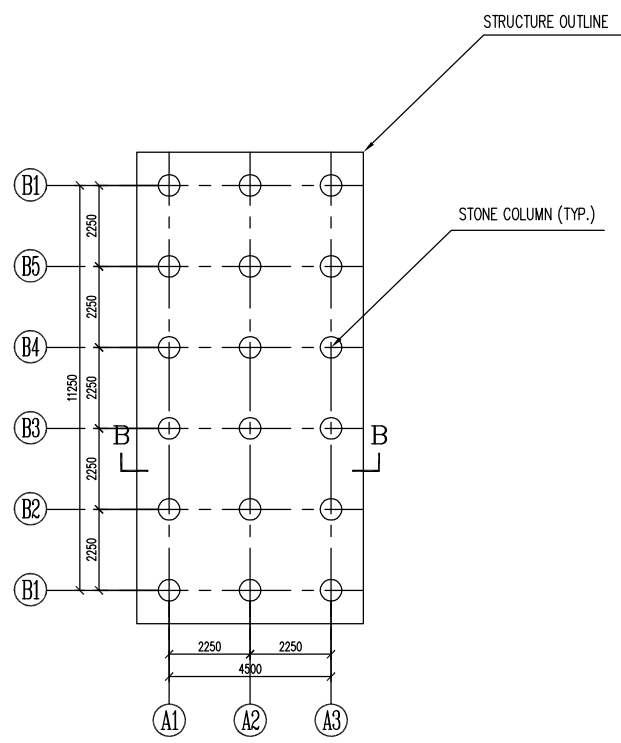 STRUCTURE OUTLINE
B1
STONE COLUMN (TYP.)
2250
B5
2250
B4
11250
2250
B3
B
B
2250
B2
2250
B1
2250
2250
4500
A1
A2
A3